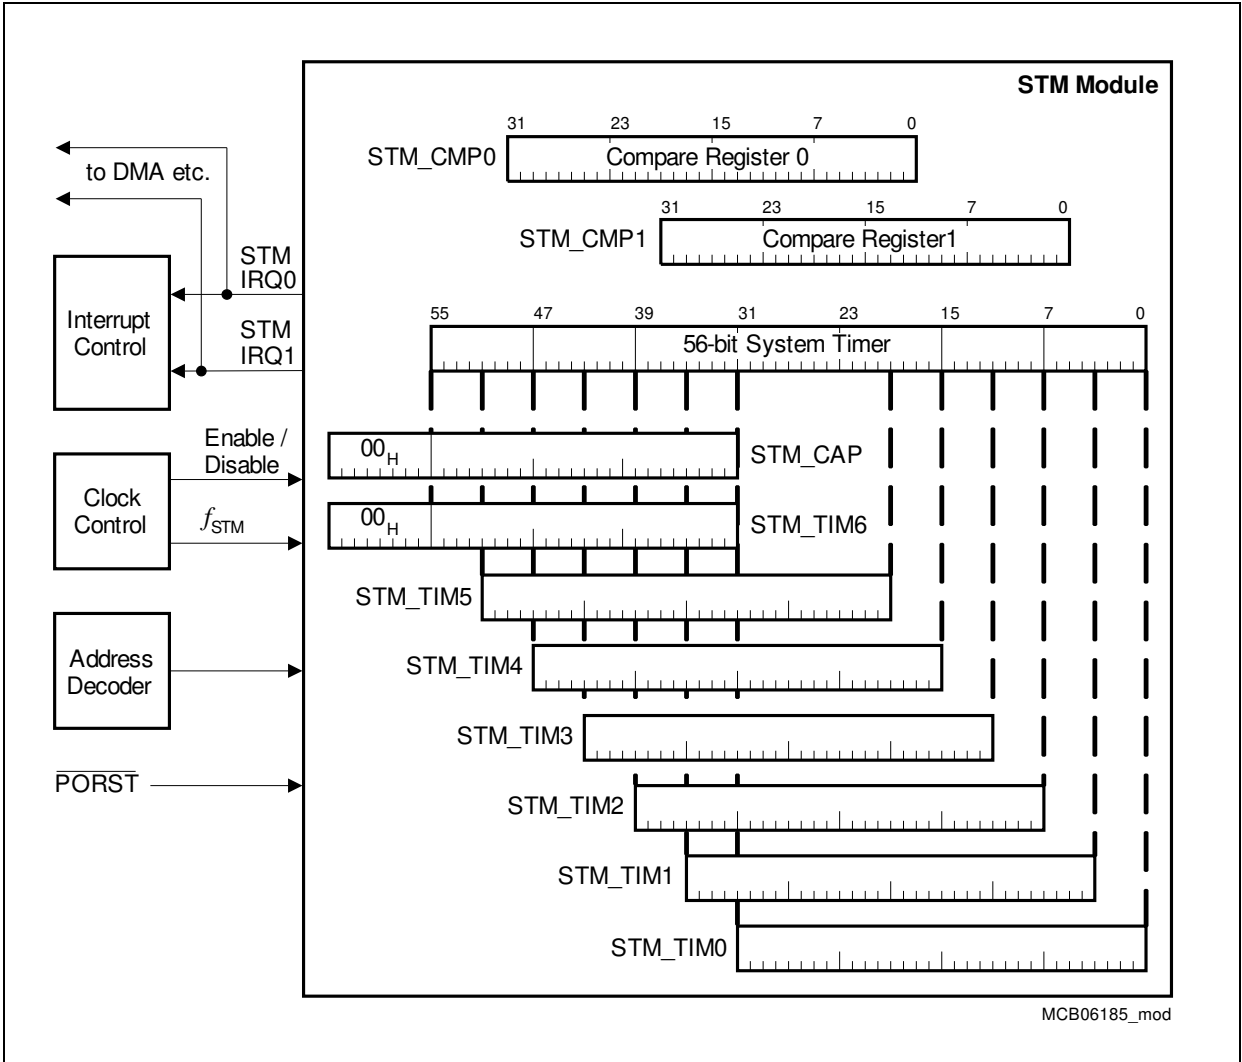 STM Module
31 23 15 7 0
STM_CMP0 Compare Register 0
to DMA etc.
31 23 15 7 0
STM_CMP1 Compare Register1
STM
IRQ0
Interrupt
Control
STM
IRQ1
55 47 39 31 23 15 7 0
56-bit System Timer
Enable /
Disable
00H STM_CAP
Clock
Control
fSTM
00H STM_TIM6
STM_TIM5
Address
Decoder
STM_TIM4
STM_TIM3
PORST
STM_TIM2
STM_TIM1
STM_TIM0
MCB06185_mod